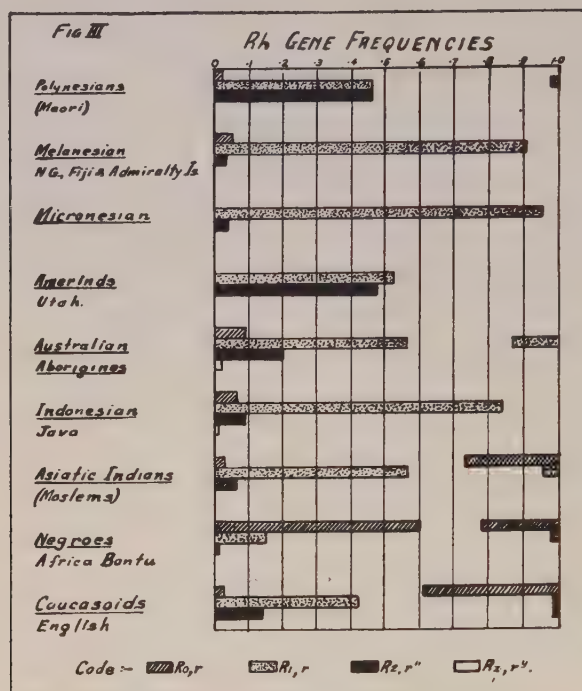 FIG III
Rh GENE FREQUENCIES
0 .1 .2 .3 .4 .5 .6 .7 .8 .9 1.0
Polynesians
(Maori)
Melanesian
N.G., Fiji & Admiralty Is.
Micronesian
Amerinds
Utah.
Australian
Aborigines
Indonesian
Java
Asiatic Indians
(Moslems)
Negroes
Africa Bantu
Caucasoids
English
Code :- R0,r R1,r R2,r" Rz,ry.